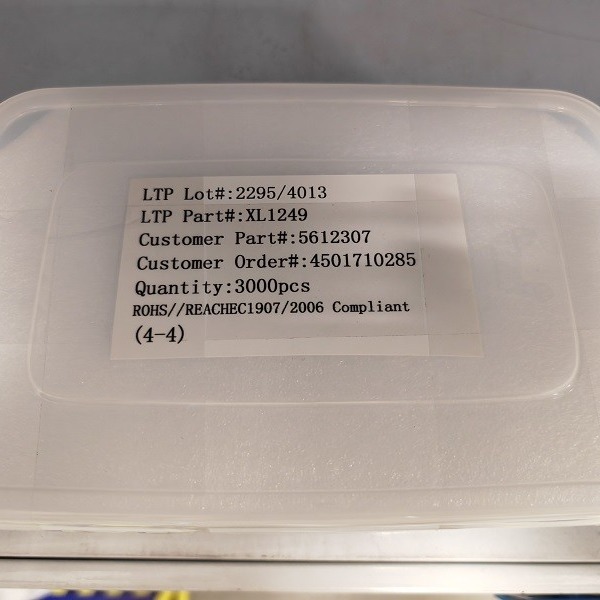 LTP Lot#:2295/4013
LTP Part#:XL1249
Customer Part#:5612307
Customer Order#:4501710285
Quantity:3000pcs
ROHS//REACHEC1907/2006 Compliant
(4-4)